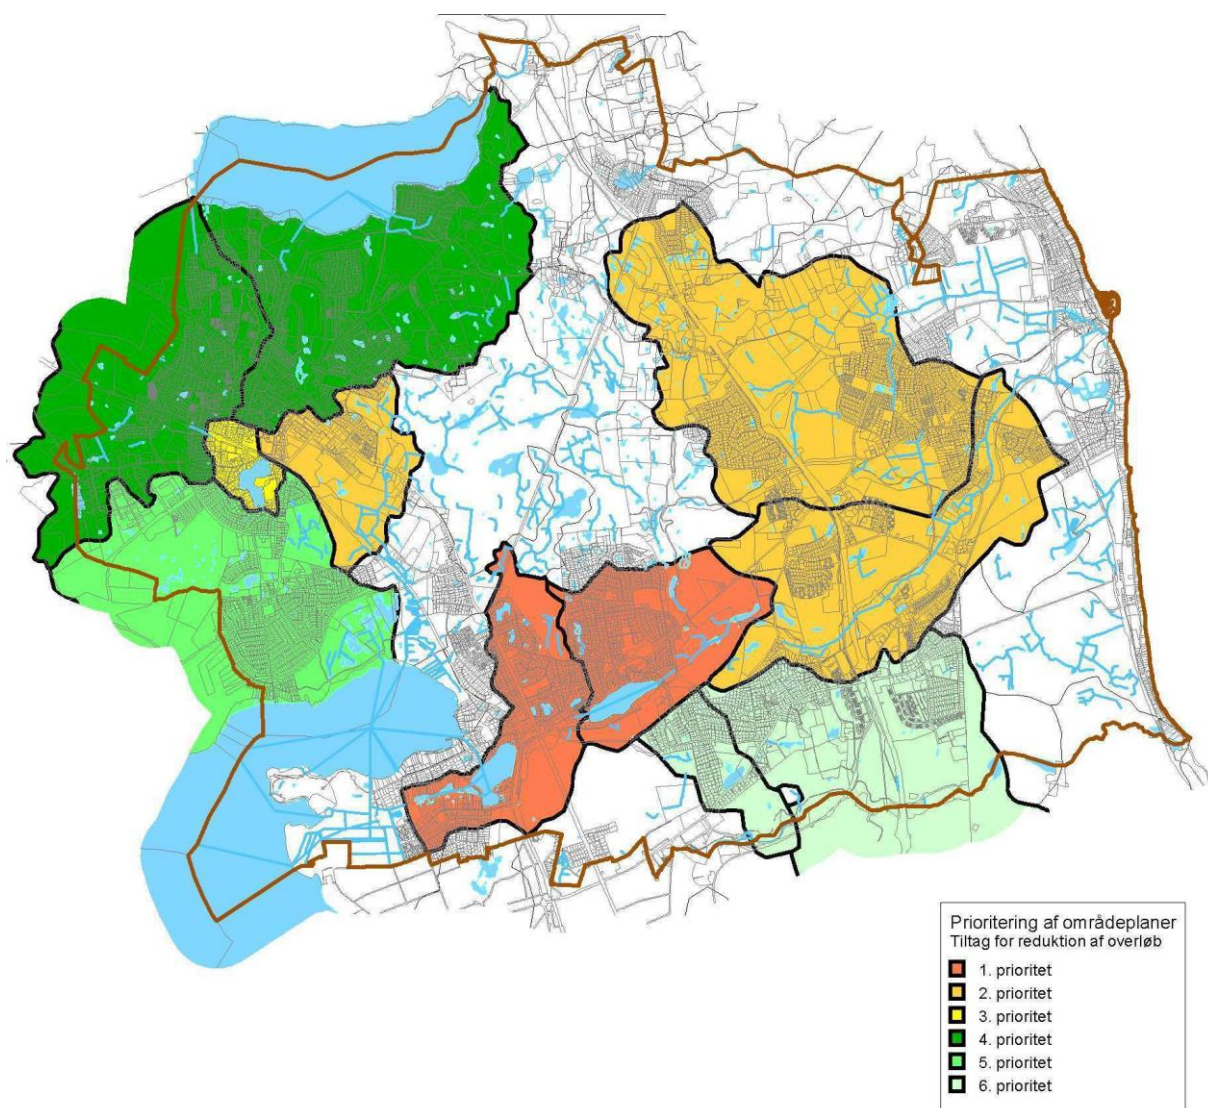 Prioritering af områdeplaner
Tiltag for reduktion af overløb
1. prioritet
2. prioritet
3. prioritet
4. prioritet
5. prioritet
6. prioritet